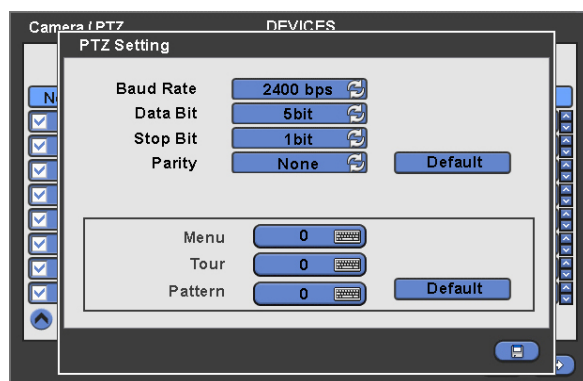 Camera / PTZ DEVICES
PTZ Setting
Baud Rate 2400 bps
Data Bit 5bit
Stop Bit 1bit
Parity None Default
Menu 0
Tour 0
Pattern 0 Default